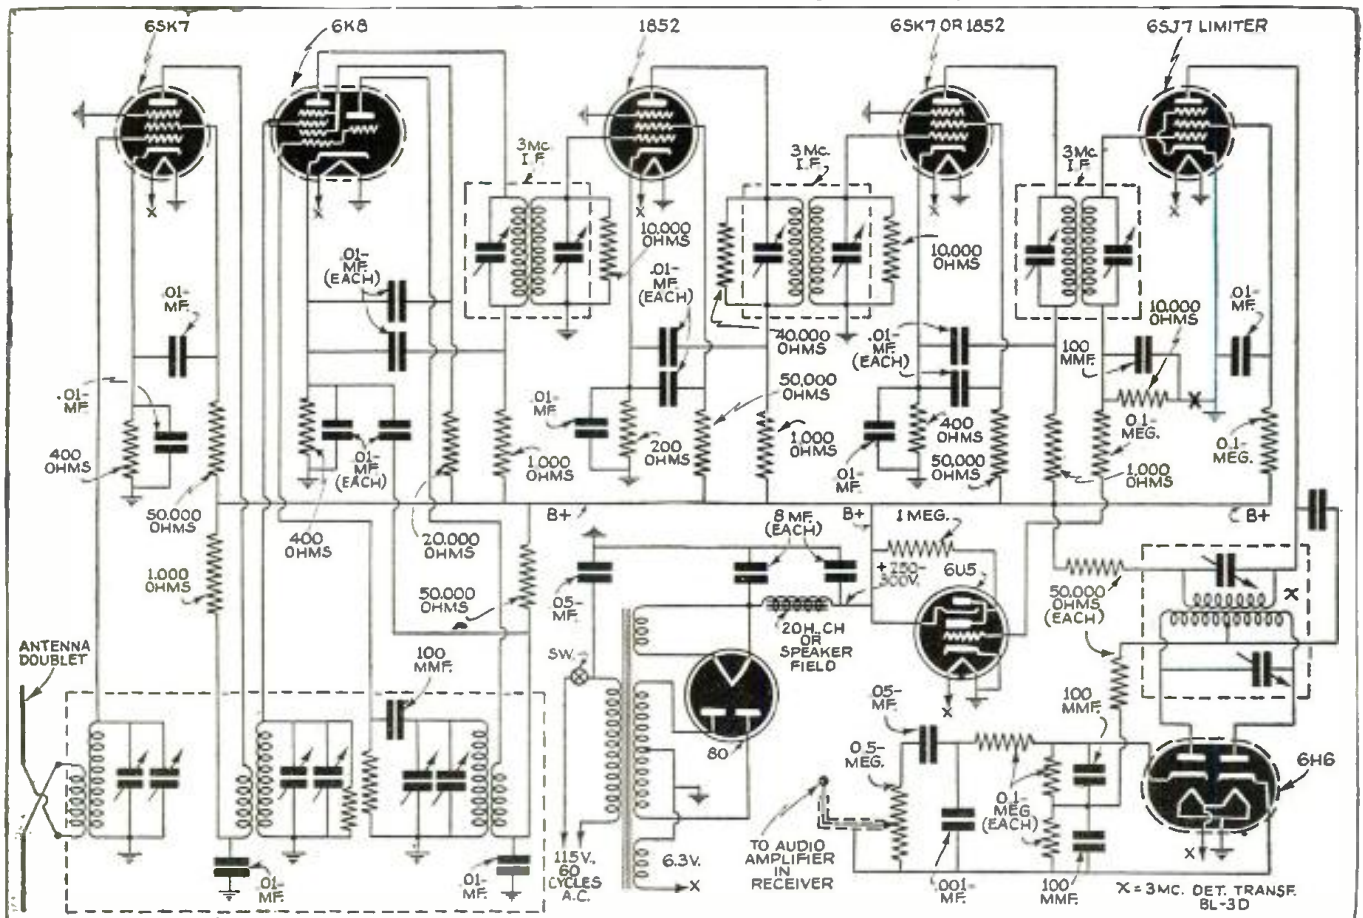 6SK7
6K8
1852
6SK7 OR 1852
6SJ7 LIMITER
X
X
X
X
X
3 Mc.
I.F.
3 Mc.
I.F.
3 Mc.
I.F.
10,000
OHMS
10,000
OHMS
10,000
OHMS
.01-
MF.
.01-
MF.
(EACH)
.01-
MF.
(EACH)
40,000
OHMS
.01-
MF.
(EACH)
100
MMF.
.01-
MF.
.01-
MF.
400
OHMS
50,000
OHMS
.01-
MF.
(EACH)
400
OHMS
20,000
OHMS
1,000
OHMS
.01-
MF.
200
OHMS
50,000
OHMS
1,000
OHMS
.01-
MF.
400
OHMS
50,000
OHMS
0.1-
MEG.
1,000
OHMS
0.1-
MEG.
X
B+
B+
B+
1,000
OHMS
50,000
OHMS
.05-
MF.
8 MF.
(EACH)
1 MEG.
+ 250-
300V.
6U5
50,000
OHMS
(EACH)
X
20H. CH
OR
SPEAKER
FIELD
ANTENNA
DOUBLET
100
MMF.
SW.
80
X
.05-
MF.
0.5-
MEG.
100
MMF.
6H6
0.1-
MEG
(EACH)
.01-
MF.
.01-
MF.
115V.,
60
CYCLES
A.C.
6.3V.
X
TO AUDIO
AMPLIFIER
IN
RECEIVER
.001-
MF.
100
MMF.
X
X = 3MC. DET. TRANSF.
BL-3D